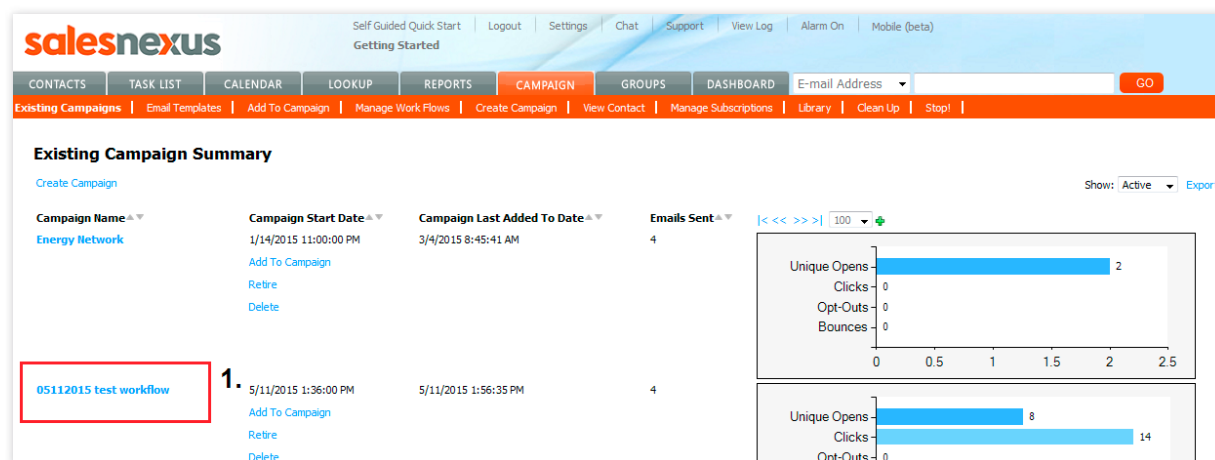 salesnexus
Self Guided Quick Start | Logout | Settings | Chat | Support | View Log | Alarm On | Mobile (beta)
Getting Started
CONTACTS TASK LIST CALENDAR LOOKUP REPORTS CAMPAIGN GROUPS DASHBOARD E-mail Address GO
Existing Campaigns | Email Templates | Add To Campaign | Manage Work Flows | Create Campaign | View Contact | Manage Subscriptions | Library | Clean Up | Stop! |
Existing Campaign Summary
Create Campaign
Show: Active Expor
Campaign Name Campaign Start Date Campaign Last Added To Date Emails Sent |< << >> >| 100
Energy Network 1/14/2015 11:00:00 PM 3/4/2015 8:45:41 AM 4
Add To Campaign
Retire
Delete
Unique Opens 2
Clicks 0
Opt-Outs 0
Bounces 0
0 0.5 1 1.5 2 2.5
05112015 test workflow 1. 5/11/2015 1:36:00 PM 5/11/2015 1:56:35 PM 4
Add To Campaign
Retire
Delete
Unique Opens 8
Clicks 14
Opt-Outs 0